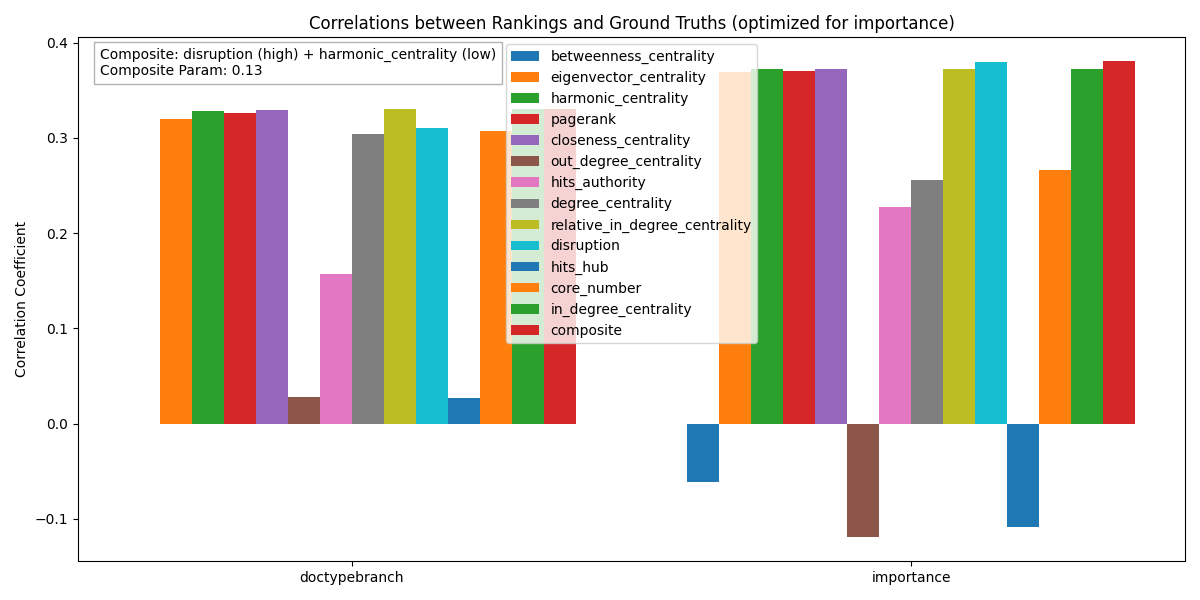 Correlations between Rankings and Ground Truths (optimized for importance)
Composite: disruption (high) + harmonic_centrality (low)
Composite Param: 0.13
betweenness_centrality
eigenvector_centrality
harmonic_centrality
pagerank
closeness_centrality
out_degree_centrality
hits_authority
degree_centrality
relative_in_degree_centrality
disruption
hits_hub
core_number
in_degree_centrality
composite
Correlation Coefficient
0.4
0.3
0.2
0.1
0.0
−0.1
doctypebranch
importance